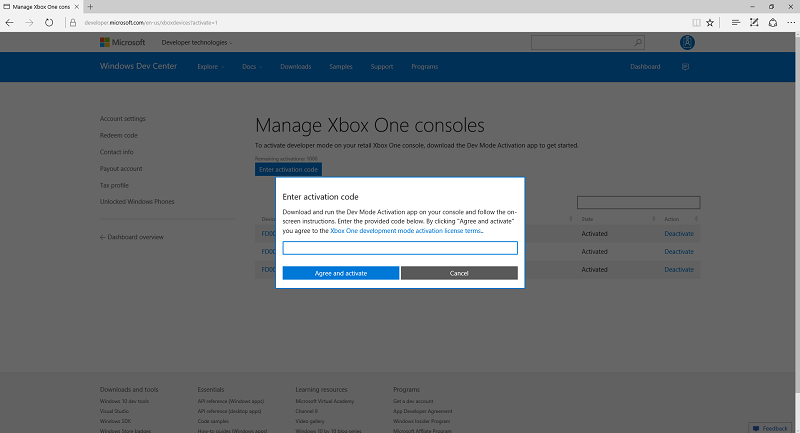 Manage Xbox One cons
developer.microsoft.com/en-us/xboxdevices?activate=1
Microsoft
Developer technologies
Windows Dev Center
Explore
Docs
Downloads
Samples
Support
Programs
Dashboard
Account settings
Redeem code
Contact info
Payout account
Tax profile
Unlocked Windows Phones
← Dashboard overview
Manage Xbox One consoles
To activate developer mode on your retail Xbox One console, download the Dev Mode Activation app to get started.
Remaining activations:
Enter activation code
State
Action
Activated
Deactivate
Activated
Deactivate
Activated
Deactivate
Enter activation code
Download and run the Dev Mode Activation app on your console and follow the on-
screen instructions. Enter the provided code below. By clicking "Agree and activate"
you agree to the Xbox One development mode activation license terms..
Agree and activate
Cancel
Downloads and tools
Windows 10 dev tools
Visual Studio
Windows SDK
Windows Store badges
Essentials
API reference (Windows apps)
API reference (desktop apps)
Code samples
How-to guides (Windows apps)
Learning resources
Microsoft Virtual Academy
Channel 9
Video gallery
Windows 10 by 10 blog series
Programs
Get a dev account
App Developer Agreement
Windows Insider Program
Microsoft Affiliate Program
Feedback